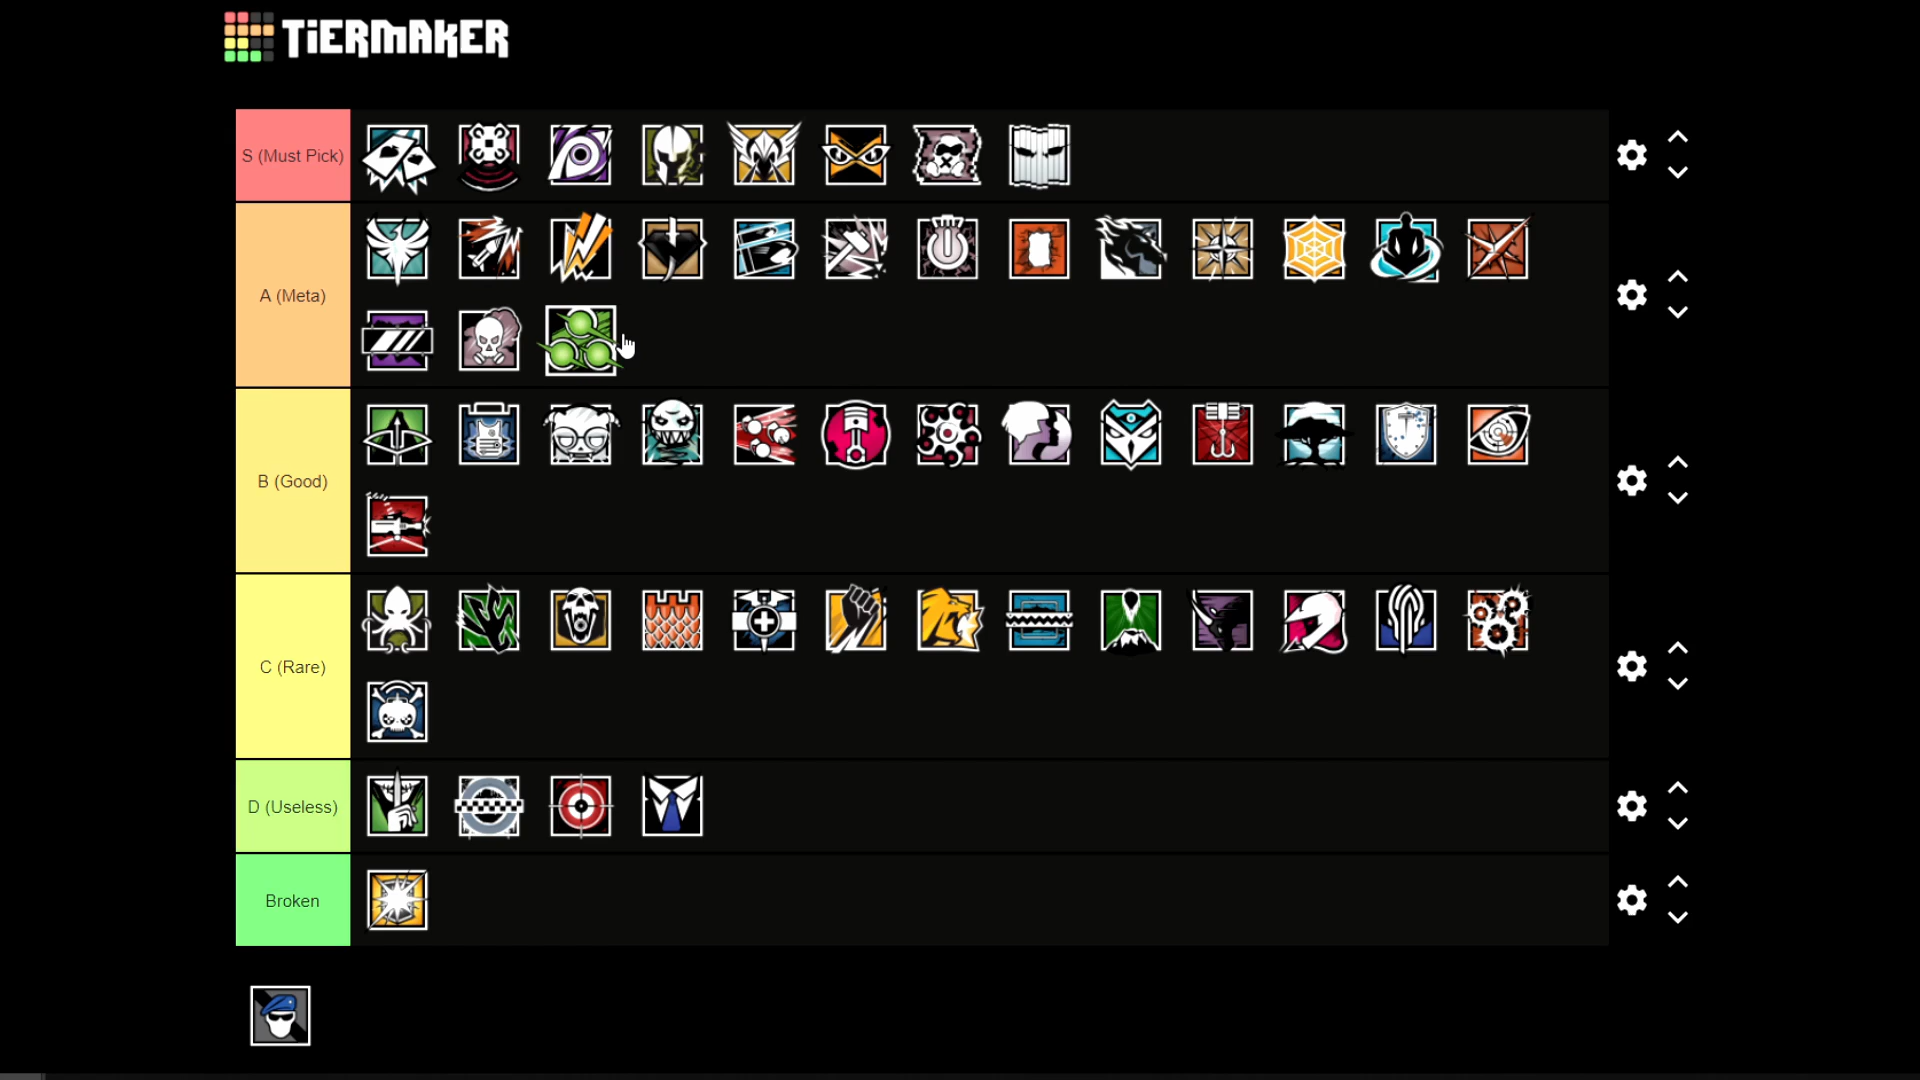 TiERMAKER
S (Must Pick)
A (Meta)
B (Good)
C (Rare)
D (Useless)
Broken